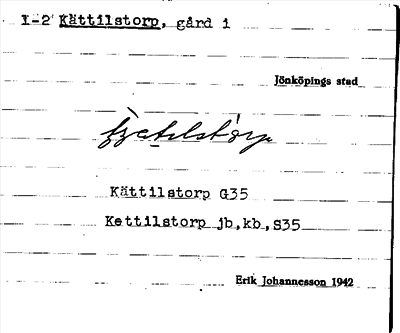 1-2 Kättilstorp, gård 1
Jönköpings stad
Kättilstorp G35
Kettilstorp jb,kb,S35
Erik Johannesson 1942